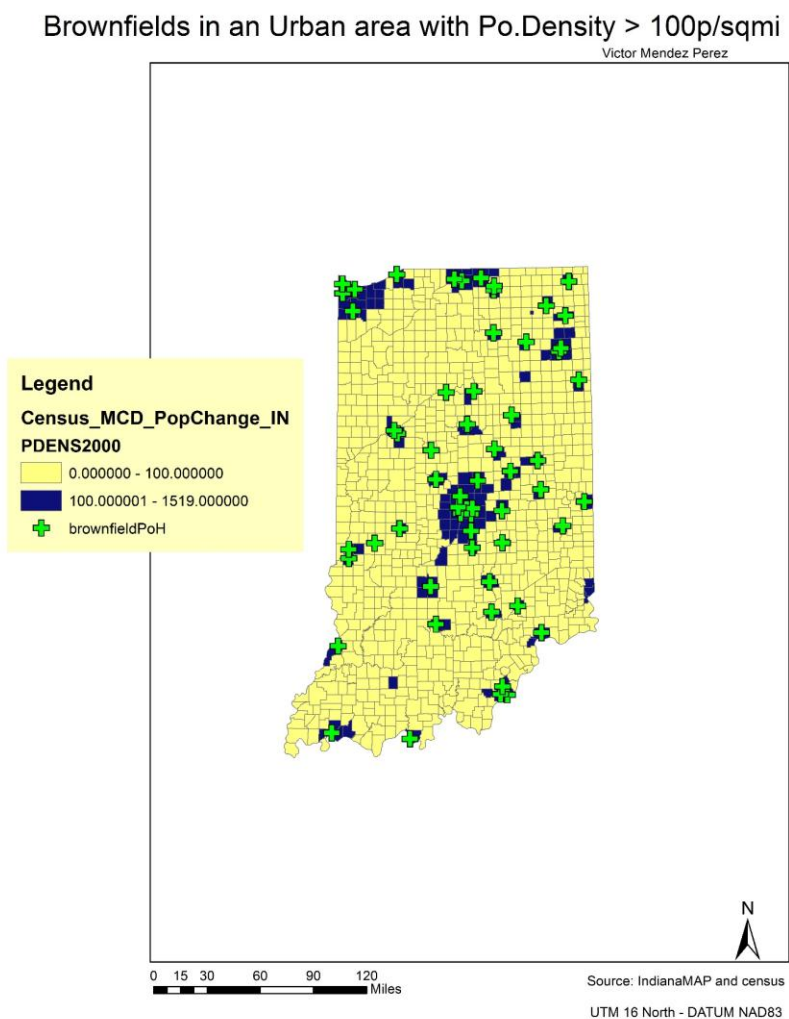 Brownfields in an Urban area with Po.Density > 100p/sqmi
Victor Mendez Perez
Legend
Census_MCD_PopChange_IN
PDENS2000
0.000000 - 100.000000
100.000001 - 1519.000000
brownfieldPoH
N
0 15 30 60 90 120
Miles
Source: IndianaMAP and census
UTM 16 North - DATUM NAD83